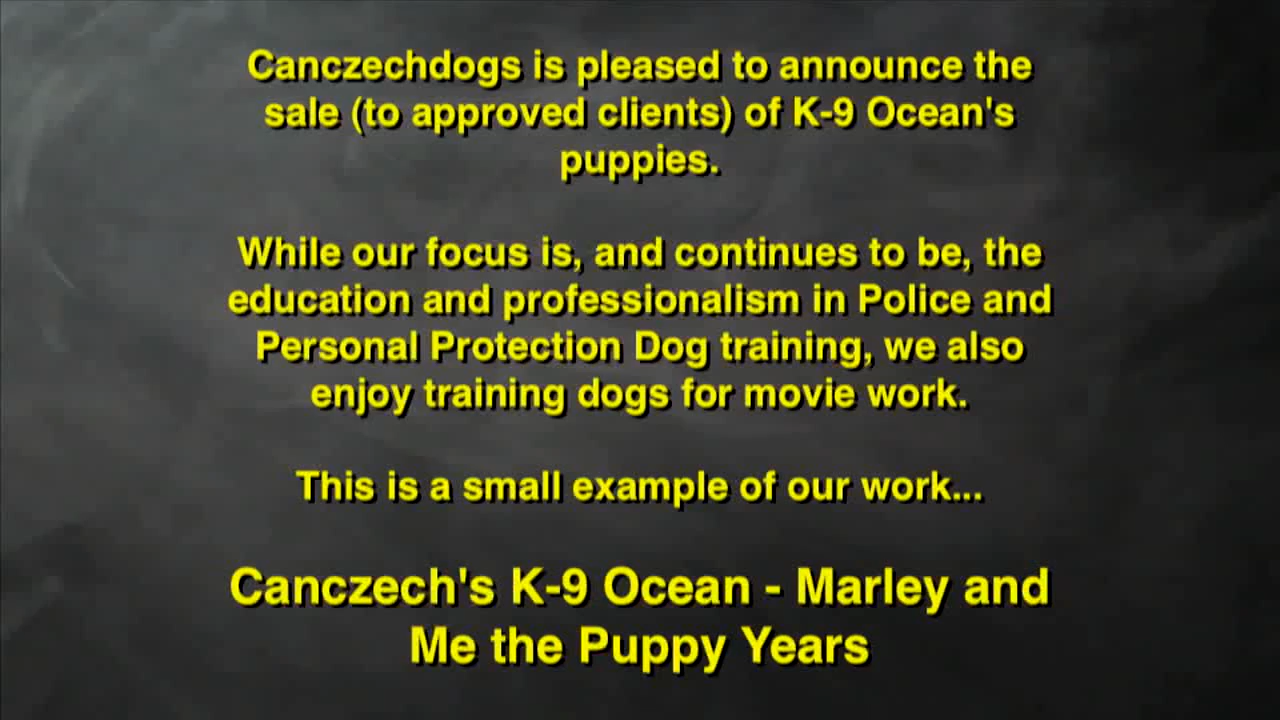 Canczechdogs is pleased to announce the
sale (to approved clients) of K-9 Ocean's
puppies.
While our focus is, and continues to be, the
education and professionalism in Police and
Personal Protection Dog training, we also
enjoy training dogs for movie work.
This is a small example of our work...
Canczech's K-9 Ocean - Marley and
Me the Puppy Years